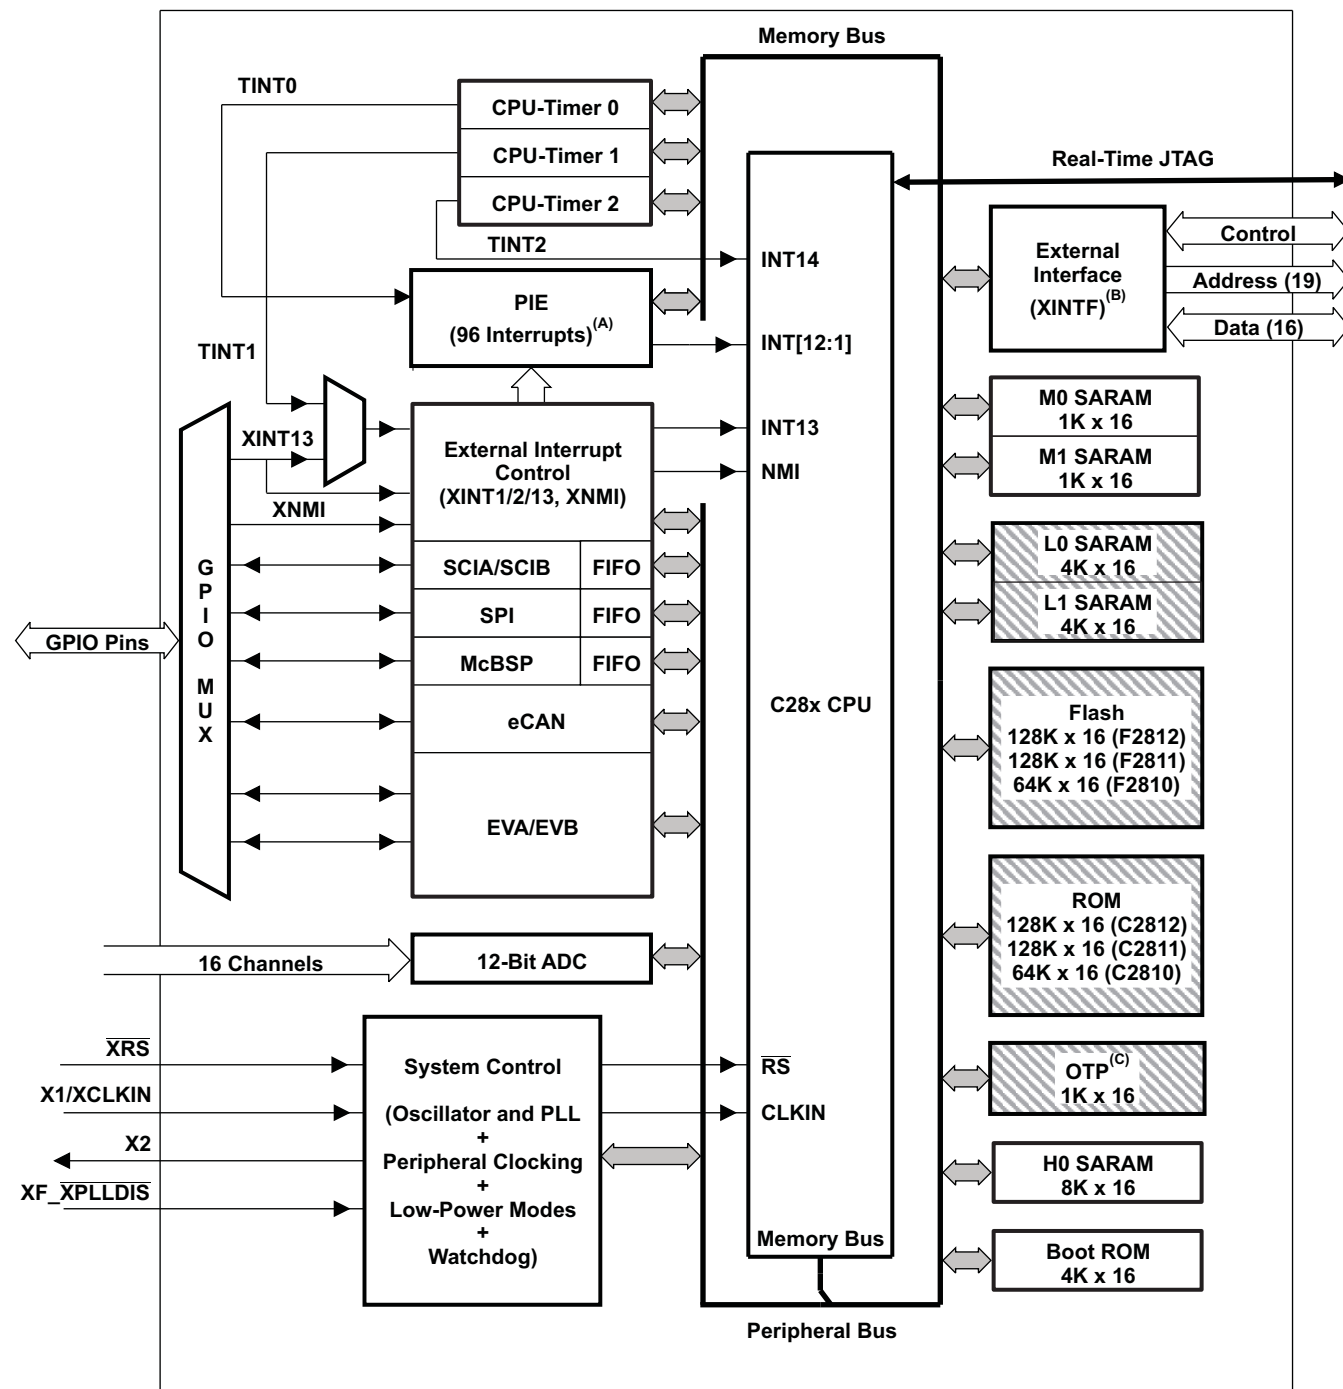 Memory Bus
TINT0
CPU-Timer 0
CPU-Timer 1
CPU-Timer 2
TINT2
Real-Time JTAG
INT14
External
Interface
(XINTF)(B)
Control
Address (19)
Data (16)
PIE
(96 Interrupts)(A)
INT[12:1]
TINT1
M0 SARAM
1K x 16
M1 SARAM
1K x 16
XINT13
External Interrupt
Control
(XINT1/2/13, XNMI)
INT13
NMI
XNMI
L0 SARAM
4K x 16
L1 SARAM
4K x 16
GPIO Pins
G
P
I
O
M
U
X
SCIA/SCIB
FIFO
SPI
FIFO
McBSP
FIFO
eCAN
EVA/EVB
C28x CPU
Flash
128K x 16 (F2812)
128K x 16 (F2811)
64K x 16 (F2810)
ROM
128K x 16 (C2812)
128K x 16 (C2811)
64K x 16 (C2810)
16 Channels
12-Bit ADC
XRS
X1/XCLKIN
X2
XF_XPLLDIS
System Control
(Oscillator and PLL
+
Peripheral Clocking
+
Low-Power Modes
+
Watchdog)
RS
CLKIN
OTP(C)
1K x 16
H0 SARAM
8K x 16
Memory Bus
Boot ROM
4K x 16
Peripheral Bus